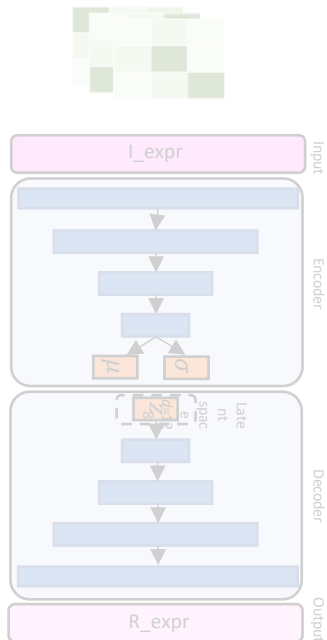 I_expr
Input
Encoder
μ
σ
Late
nt
spac
e
Decoder
R_expr
Output